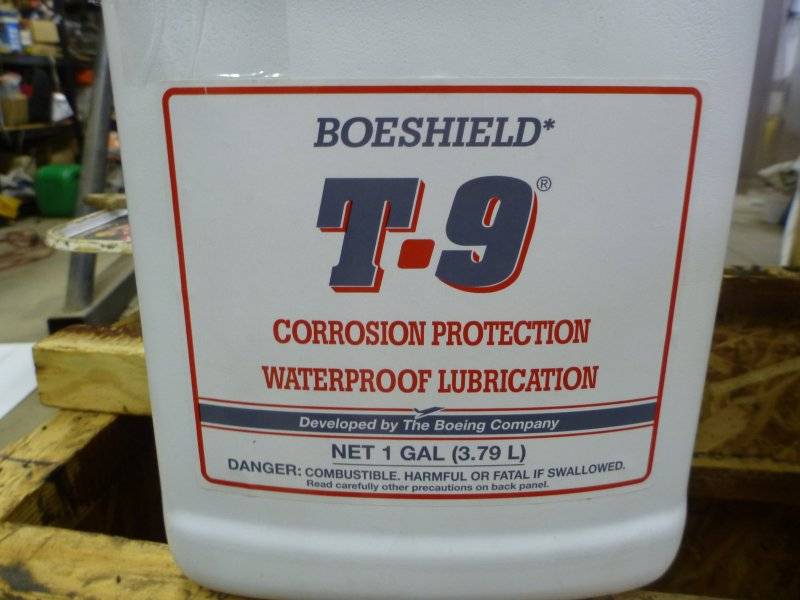 BOESHIELD*
T•9®
CORROSION PROTECTION
WATERPROOF LUBRICATION
Developed by The Boeing Company
NET 1 GAL (3.79 L)
DANGER: COMBUSTIBLE. HARMFUL OR FATAL IF SWALLOWED.
Read carefully other precautions on back panel.